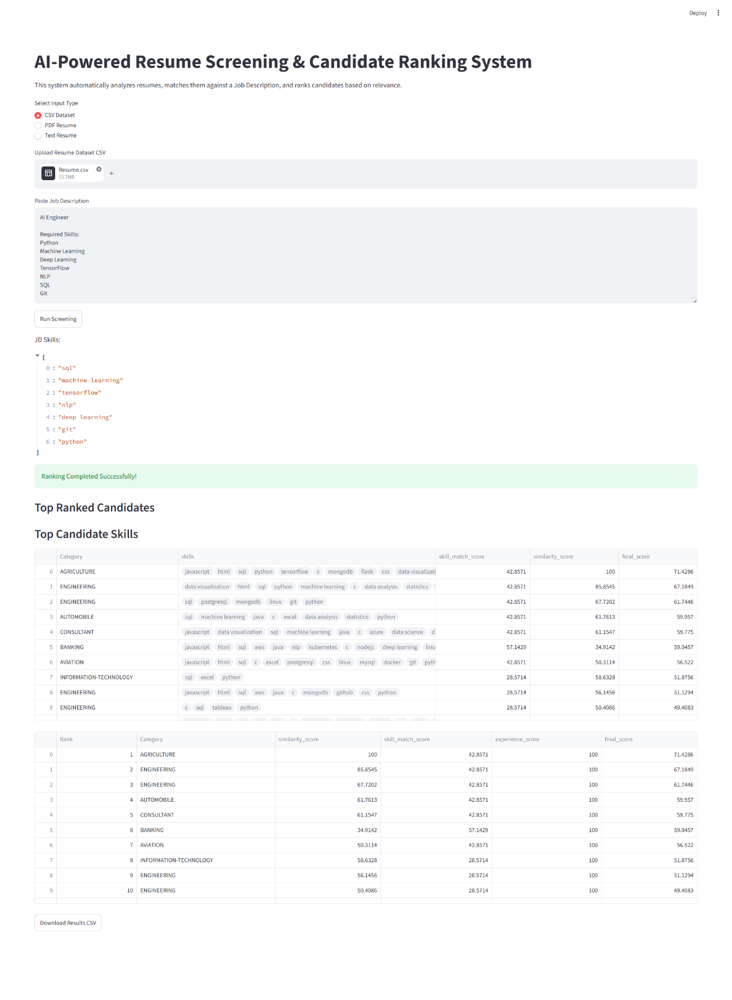 Deploy
AI-Powered Resume Screening & Candidate Ranking System
This system automatically analyzes resumes, matches them against a Job Description, and ranks candidates based on relevance.
Select Input Type
CSV Dataset
PDF Resume
Text Resume
Upload Resume Dataset CSV
Resume.csv
53.7MB
+
Paste Job Description
AI Engineer
Required Skills:
Python
Machine Learning
Deep Learning
TensorFlow
NLP
SQL
Git
Run Screening
JD Skills:
[
0 : "sql"
1 : "machine learning"
2 : "tensorflow"
3 : "nlp"
4 : "deep learning"
5 : "git"
6 : "python"
]
Ranking Completed Successfully!
Top Ranked Candidates
Top Candidate Skills
Category skills skill_match_score similarity_score final_score
0 AGRICULTURE javascript html sql python tensorflow c mongodb flask css data visualizati 42.8571 100 71.4286
1 ENGINEERING data visualization html sql python machine learning c data analysis statistics 42.8571 85.8545 67.1849
2 ENGINEERING sql postgresql mongodb linux git python 42.8571 67.7202 61.7446
3 AUTOMOBILE sql machine learning java c excel data analysis statistics python 42.8571 61.7613 59.957
4 CONSULTANT javascript data visualization sql machine learning java c azure data science d 42.8571 61.1547 59.775
5 BANKING javascript html sql aws java nlp kubernetes c nodejs deep learning linu 57.1429 34.9142 59.0457
6 AVIATION javascript html sql c excel postgresql css linux mysql docker git pyth 42.8571 50.3114 56.522
7 INFORMATION-TECHNOLOGY sql excel python 28.5714 58.6328 51.8756
8 ENGINEERING javascript html sql aws java c mongodb github css python 28.5714 56.1456 51.1294
9 ENGINEERING c sql tableau python 28.5714 50.4086 49.4083
Rank Category similarity_score skill_match_score experience_score final_score
0 1 AGRICULTURE 100 42.8571 100 71.4286
1 2 ENGINEERING 85.8545 42.8571 100 67.1849
2 3 ENGINEERING 67.7202 42.8571 100 61.7446
3 4 AUTOMOBILE 61.7613 42.8571 100 59.957
4 5 CONSULTANT 61.1547 42.8571 100 59.775
5 6 BANKING 34.9142 57.1429 100 59.0457
6 7 AVIATION 50.3114 42.8571 100 56.522
7 8 INFORMATION-TECHNOLOGY 58.6328 28.5714 100 51.8756
8 9 ENGINEERING 56.1456 28.5714 100 51.1294
9 10 ENGINEERING 50.4086 28.5714 100 49.4083
Download Results CSV